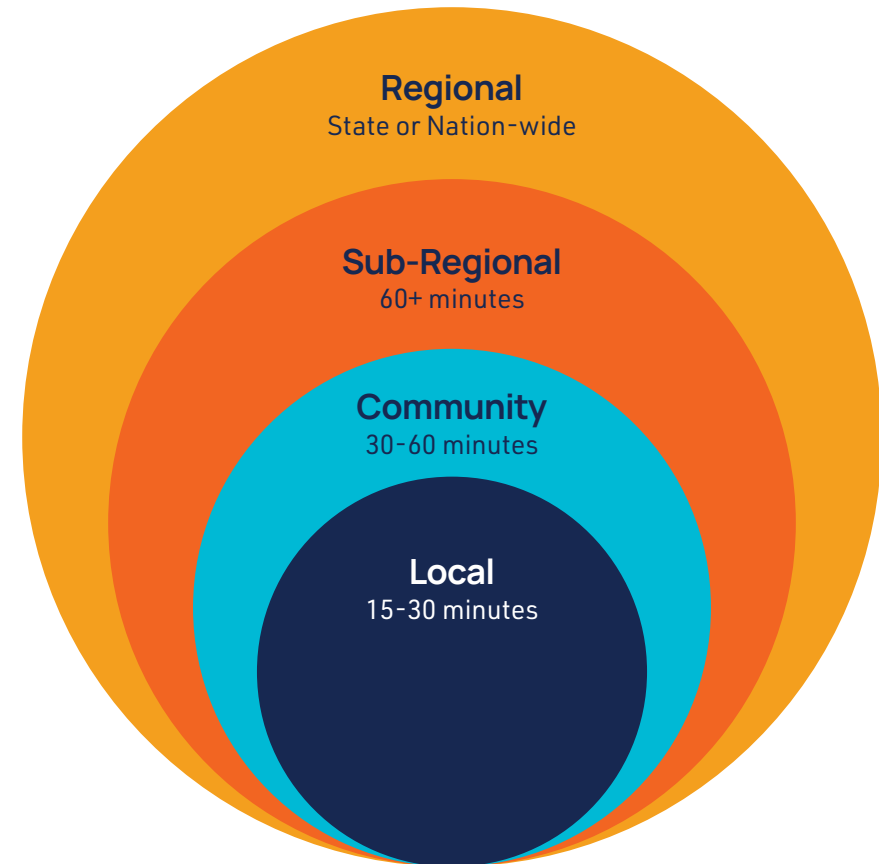 Regional
State or Nation-wide
Sub-Regional
60+ minutes
Community
30-60 minutes
Local
15-30 minutes